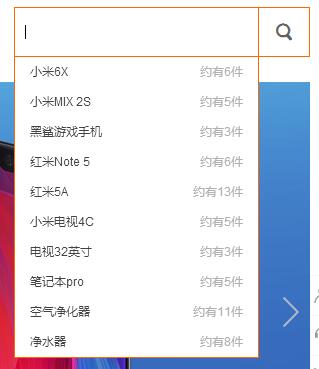 小米6X 约有6件
小米MIX 2S 约有5件
黑鲨游戏手机 约有3件
红米Note 5 约有6件
红米5A 约有13件
小米电视4C 约有5件
电视32英寸 约有3件
笔记本pro 约有5件
空气净化器 约有11件
净水器 约有8件